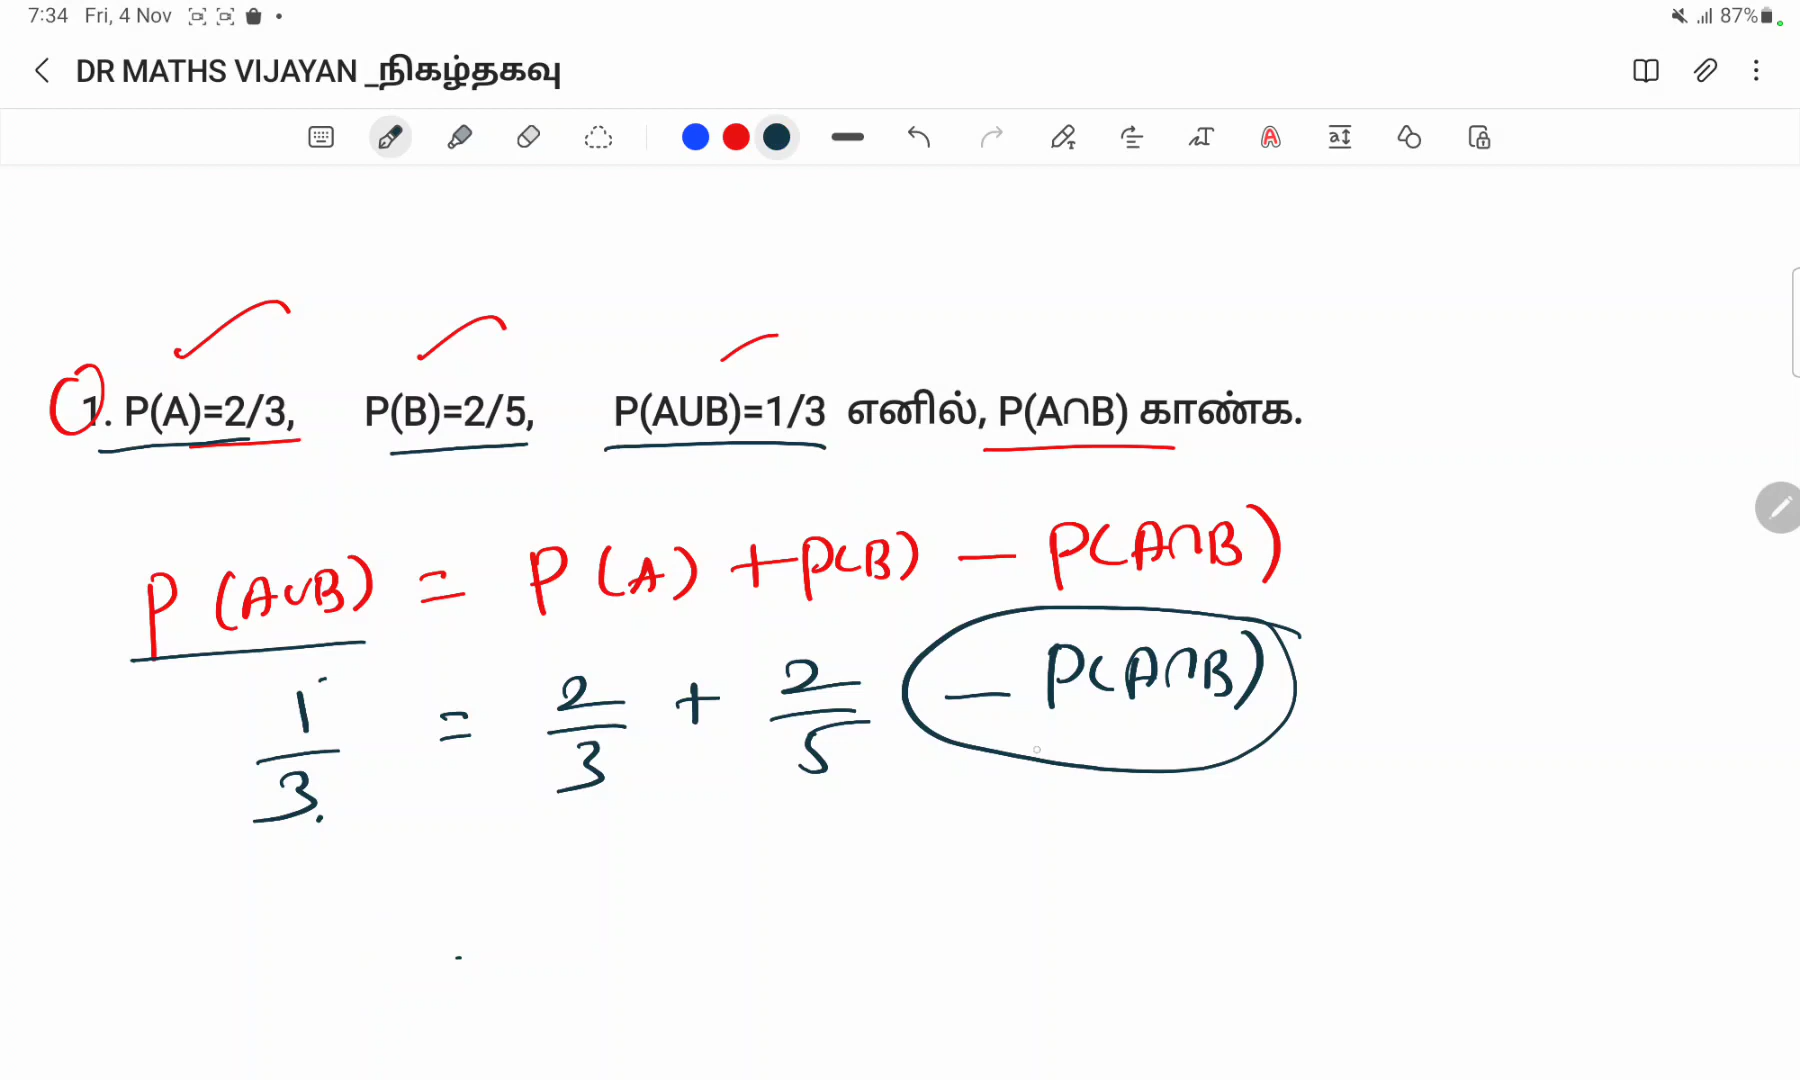 7:34 Fri, 4 Nov 87%
DR MATHS VIJAYAN _நிகழ்தகவு
1. P(A)=2/3, P(B)=2/5, P(AUB)=1/3 எனில், P(A∩B) காண்க.
P (A∪B) = P (A) + P(B) − P(A∩B)
1/3 = 2/3 + 2/5 − P(A∩B)